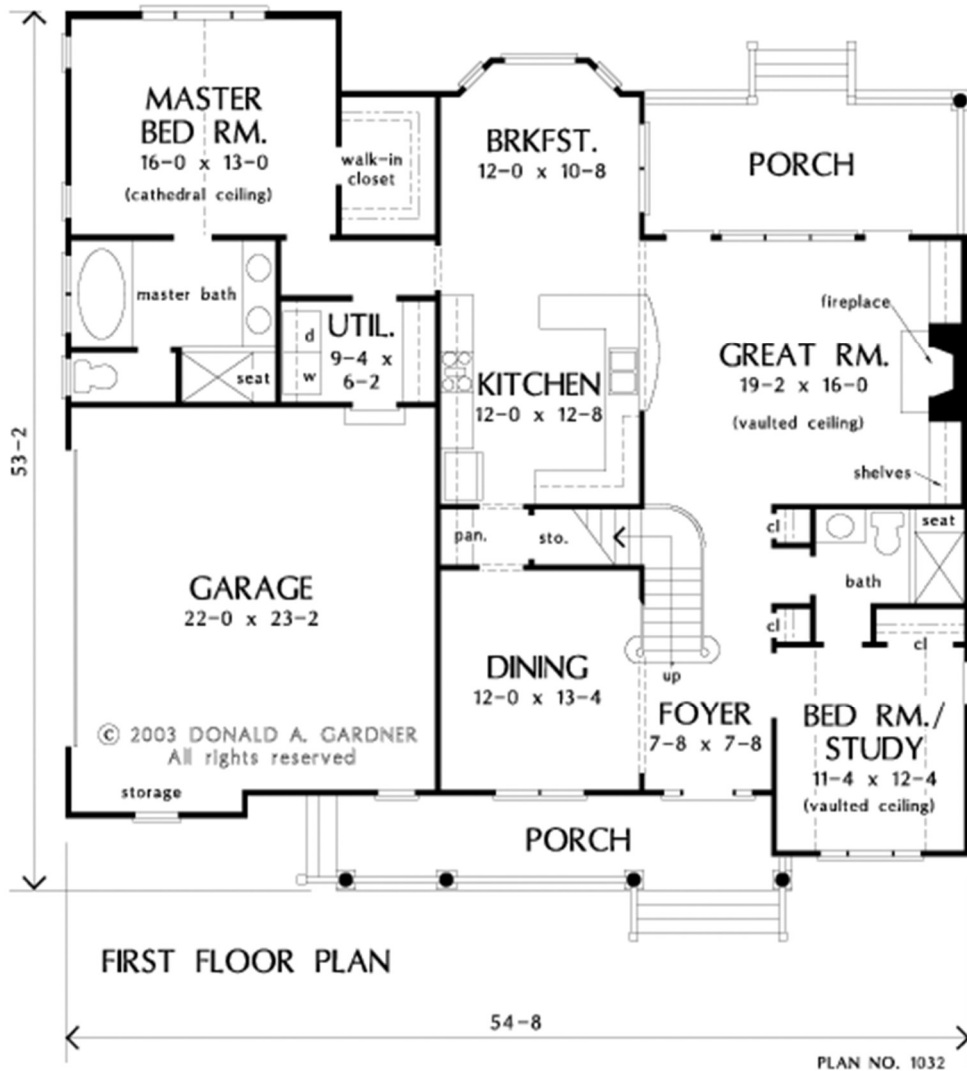 MASTER
BED RM.
16-0 x 13-0
(cathedral ceiling)
walk-in
closet
BRKFST.
12-0 x 10-8
PORCH
master bath
UTIL.
9-4 x
6-2
d
w
seat
KITCHEN
12-0 x 12-8
fireplace
GREAT RM.
19-2 x 16-0
(vaulted ceiling)
shelves
53-2
GARAGE
22-0 x 23-2
pan.
sto.
cl
seat
bath
cl
cl
DINING
12-0 x 13-4
up
FOYER
7-8 x 7-8
BED RM./
STUDY
11-4 x 12-4
(vaulted ceiling)
© 2003 DONALD A. GARDNER
All rights reserved
storage
PORCH
FIRST FLOOR PLAN
54-8
PLAN NO. 1032